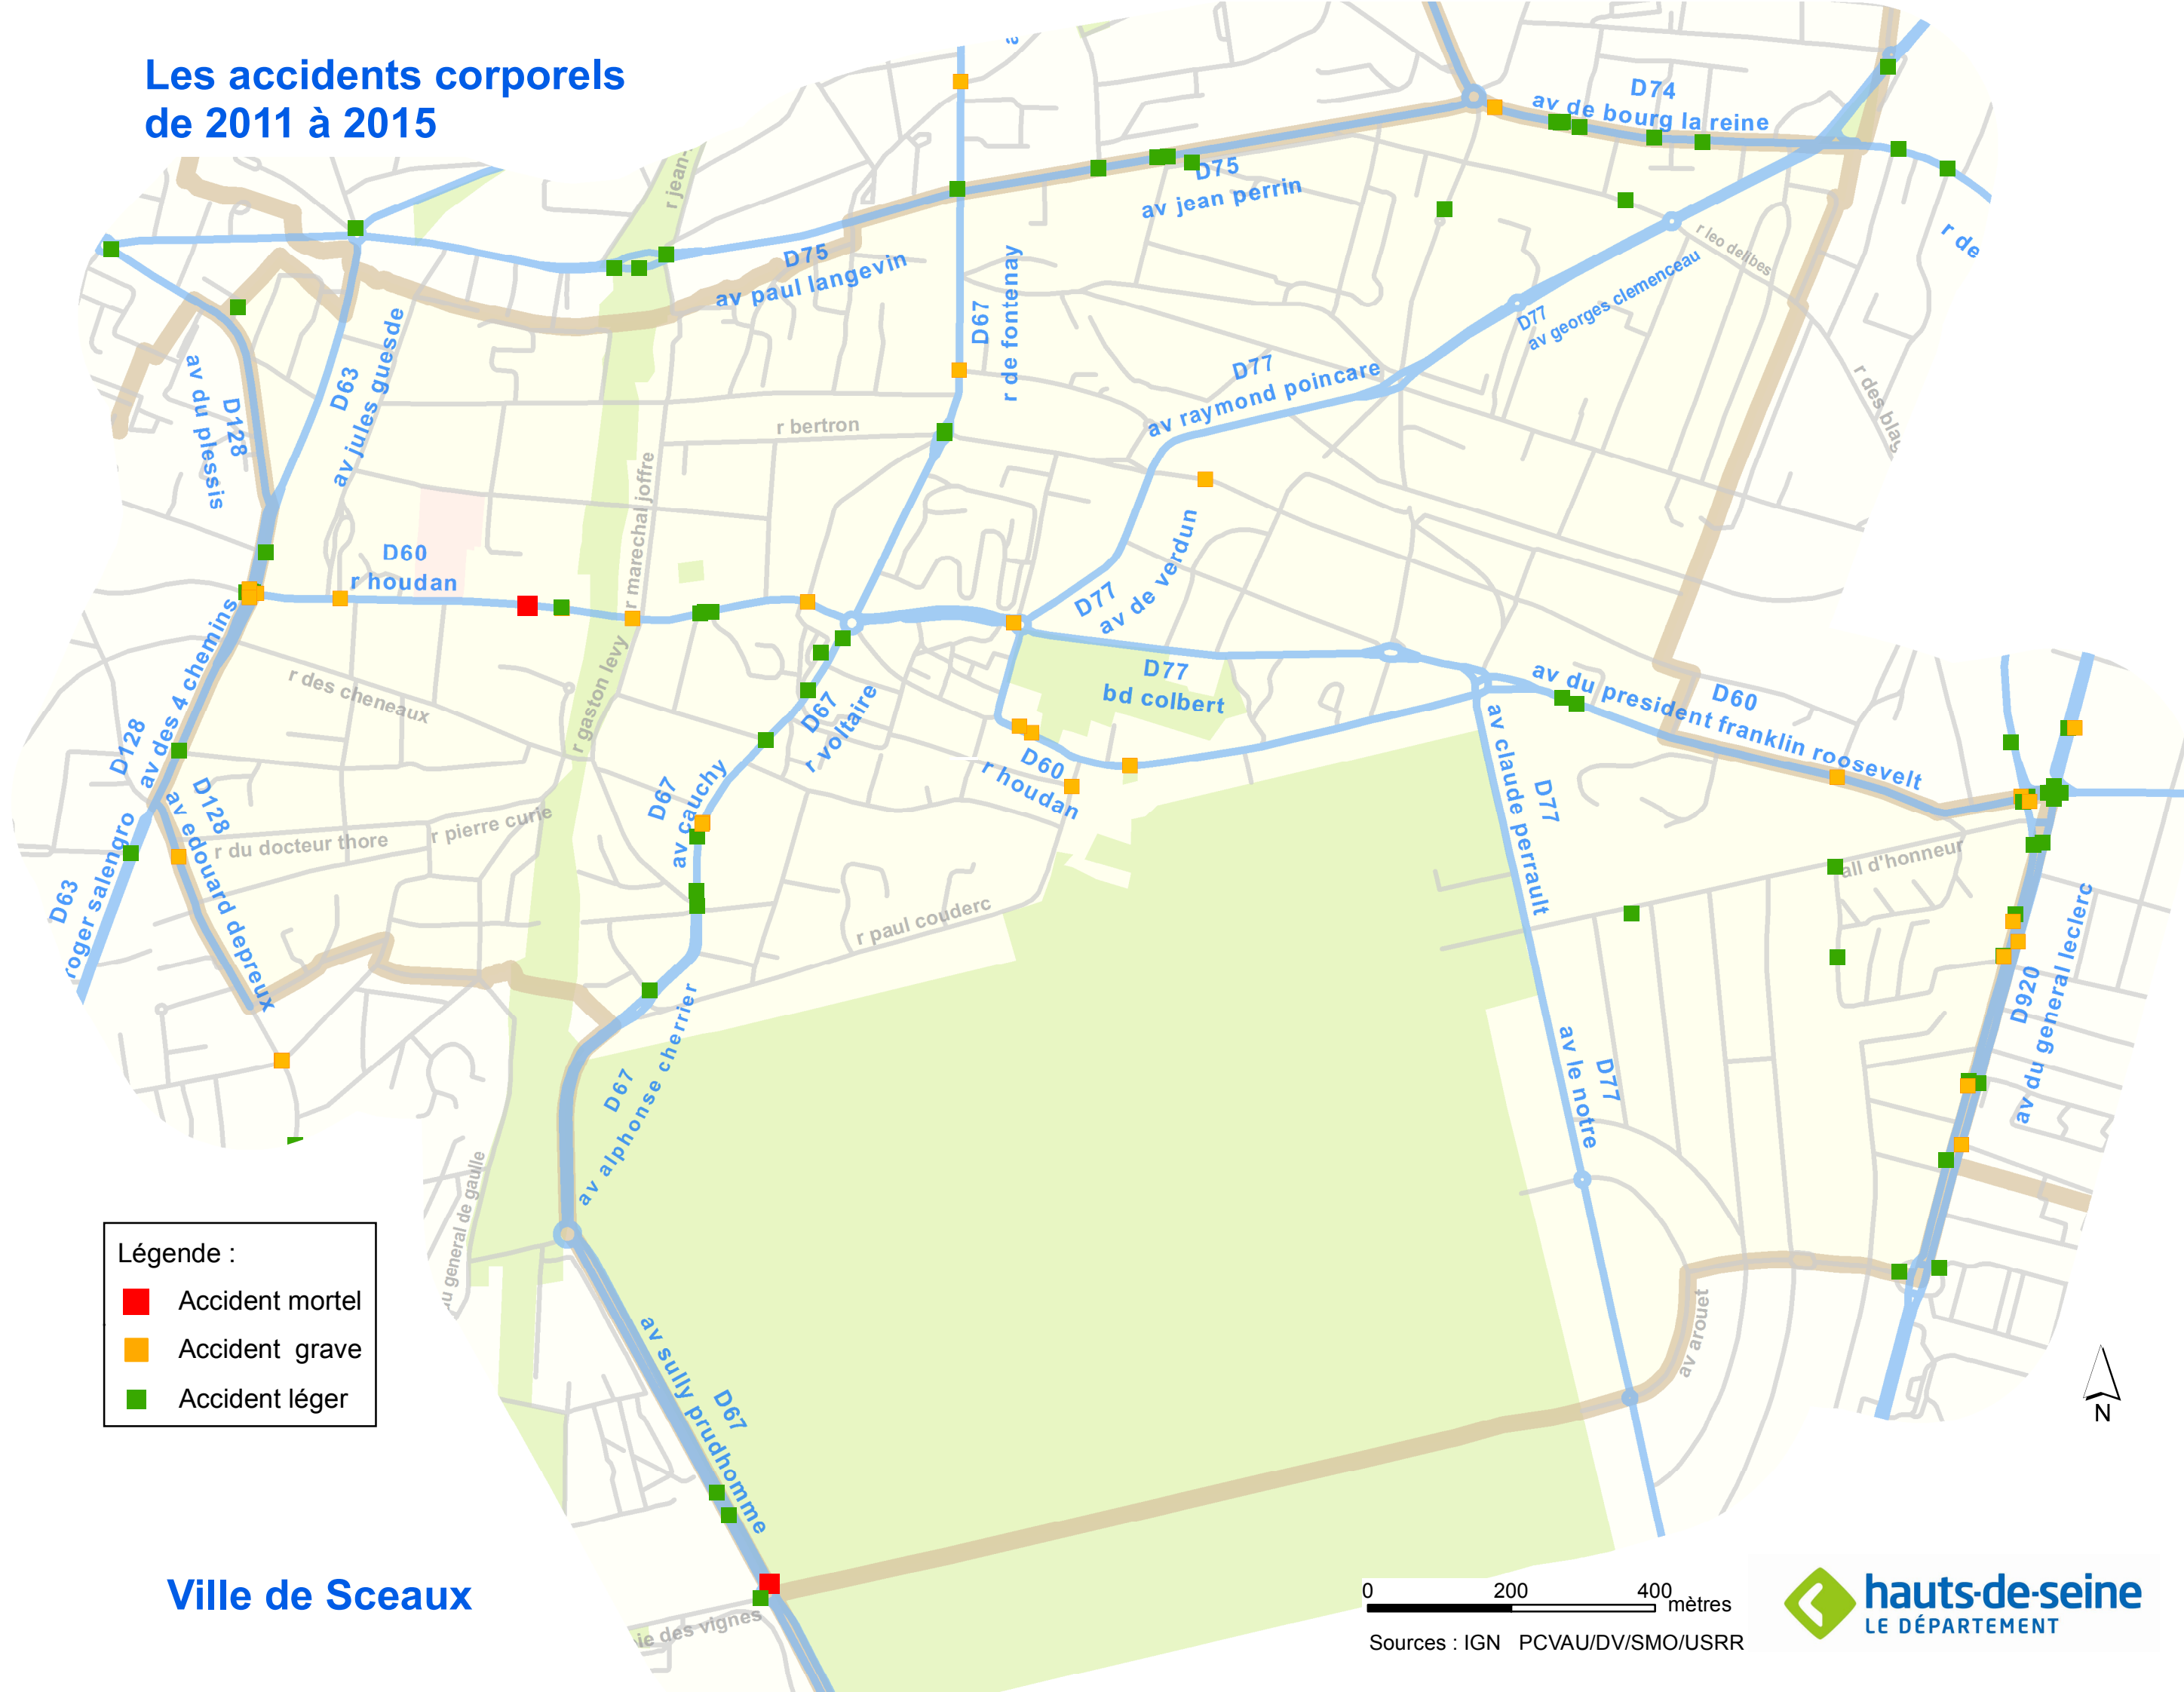 Les accidents corporels
de 2011 à 2015
D74
av de bourg la reine
r jean-
D75
av jean perrin
r de
D75
av paul langevin
D67
r de fontenay
r leo delibes
D77
av georges clemenceau
D63
av jules guesde
D77
av raymond poincare
r des blag
D128
av du plessis
r bertron
r marechal joffre
D60
r houdan
D77
av de verdun
D128
av des 4 chemins
r des cheneaux
r gaston levy
D67
r voltaire
D77
bd colbert
D60
av du president franklin roosevelt
D60
r houdan
D67
av cauchy
D77
av claude perrault
D128
av edouard depreux
r du docteur thore
r pierre curie
all d'honneur
D63
roger salengro
r paul couderc
D920
av du general leclerc
D67
av alphonse cherrier
D77
av le notre
du general de gaulle
Légende :
Accident mortel
Accident grave
Accident léger
av arouet
D67
av sully prudhomme
N
Ville de Sceaux
oie des vignes
0 200 400
mètres
Sources : IGN PCVAU/DV/SMO/USRR
hauts-de-seine
LE DÉPARTEMENT